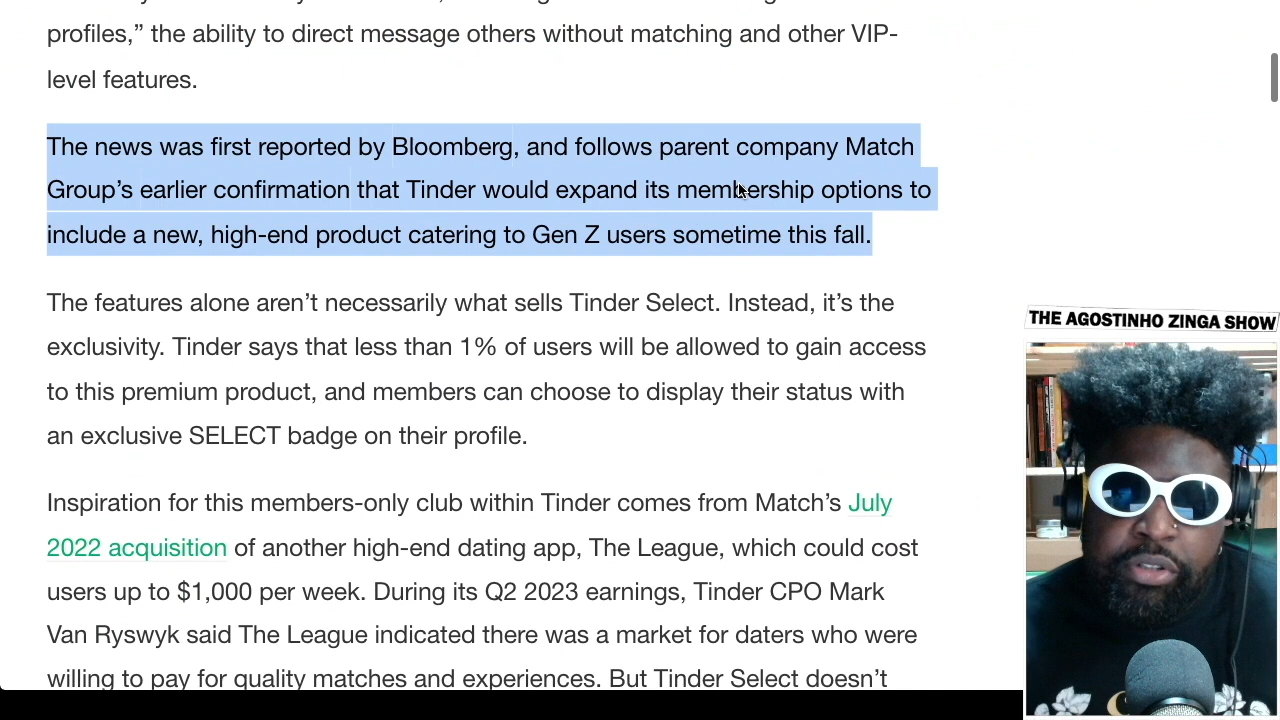 profiles,” the ability to direct message others without matching and other VIP-
level features.
The news was first reported by Bloomberg, and follows parent company Match
Group’s earlier confirmation that Tinder would expand its membership options to
include a new, high-end product catering to Gen Z users sometime this fall.
The features alone aren’t necessarily what sells Tinder Select. Instead, it’s the
exclusivity. Tinder says that less than 1% of users will be allowed to gain access
to this premium product, and members can choose to display their status with
an exclusive SELECT badge on their profile.
Inspiration for this members-only club within Tinder comes from Match’s July
2022 acquisition of another high-end dating app, The League, which could cost
users up to $1,000 per week. During its Q2 2023 earnings, Tinder CPO Mark
Van Ryswyk said The League indicated there was a market for daters who were
willing to pay for quality matches and experiences. But Tinder Select doesn’t
THE AGOSTINHO ZINGA SHOW